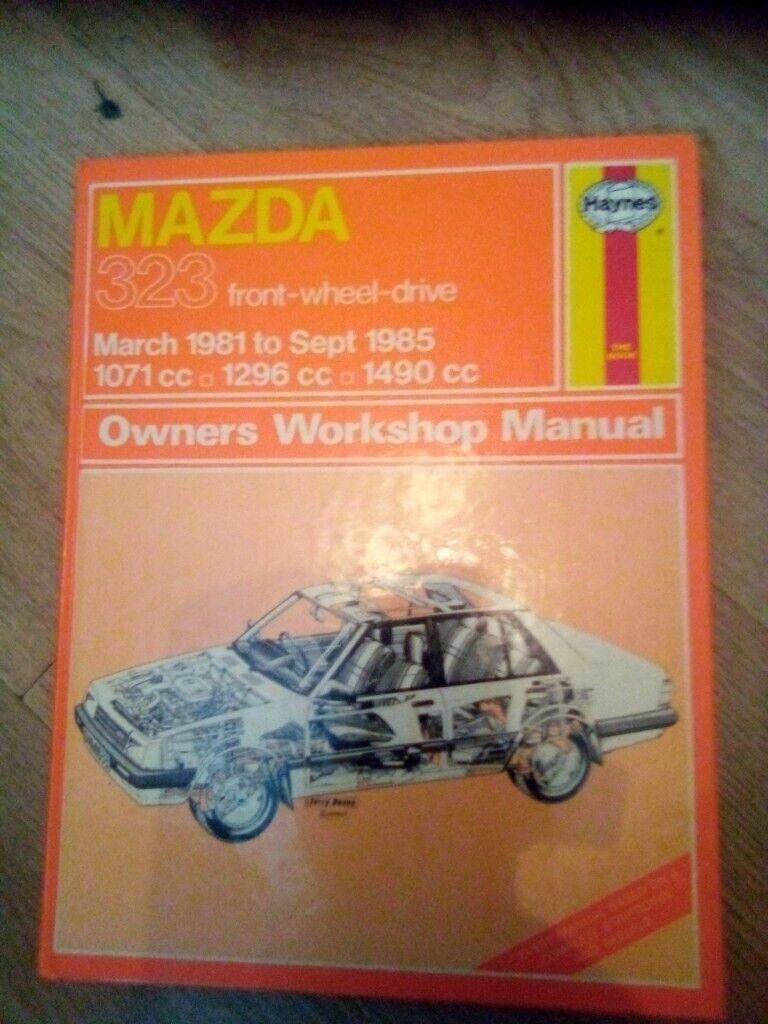 MAZDA
Haynes
323 front-wheel-drive
March 1981 to Sept 1985
1071 cc □ 1296 cc □ 1490 cc
Owners Workshop Manual